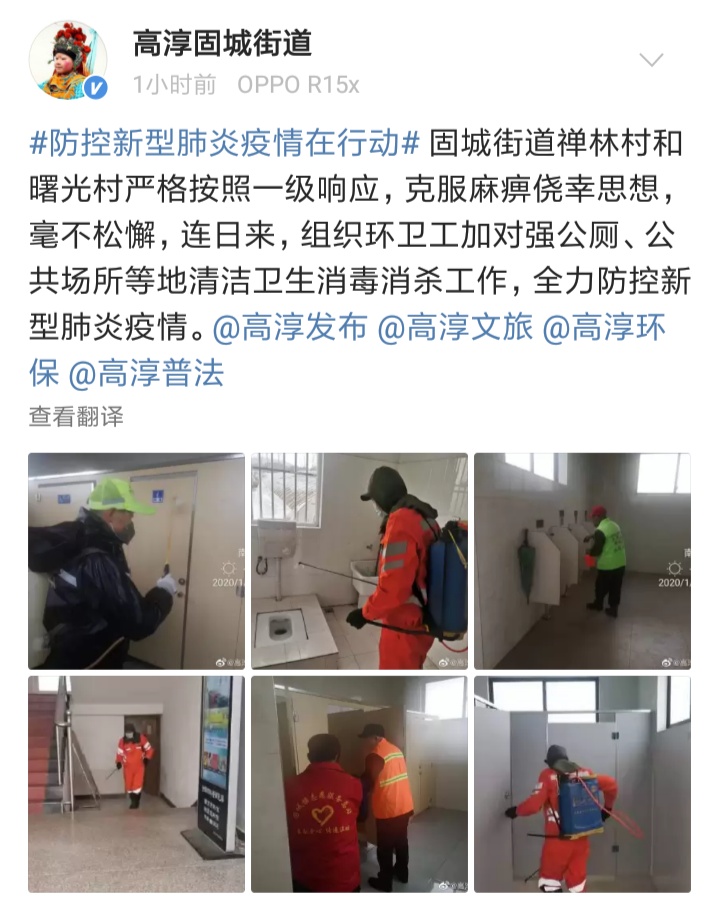 高淳固城街道
1小时前 OPPO R15x
#防控新型肺炎疫情在行动# 固城街道禅林村和
曙光村严格按照一级响应，克服麻痹侥幸思想，
毫不松懈，连日来，组织环卫工加对强公厕、公
共场所等地清洁卫生消毒消杀工作，全力防控新
型肺炎疫情。@高淳发布 @高淳文旅 @高淳环
保 @高淳普法
查看翻译
2020/1
2020/1